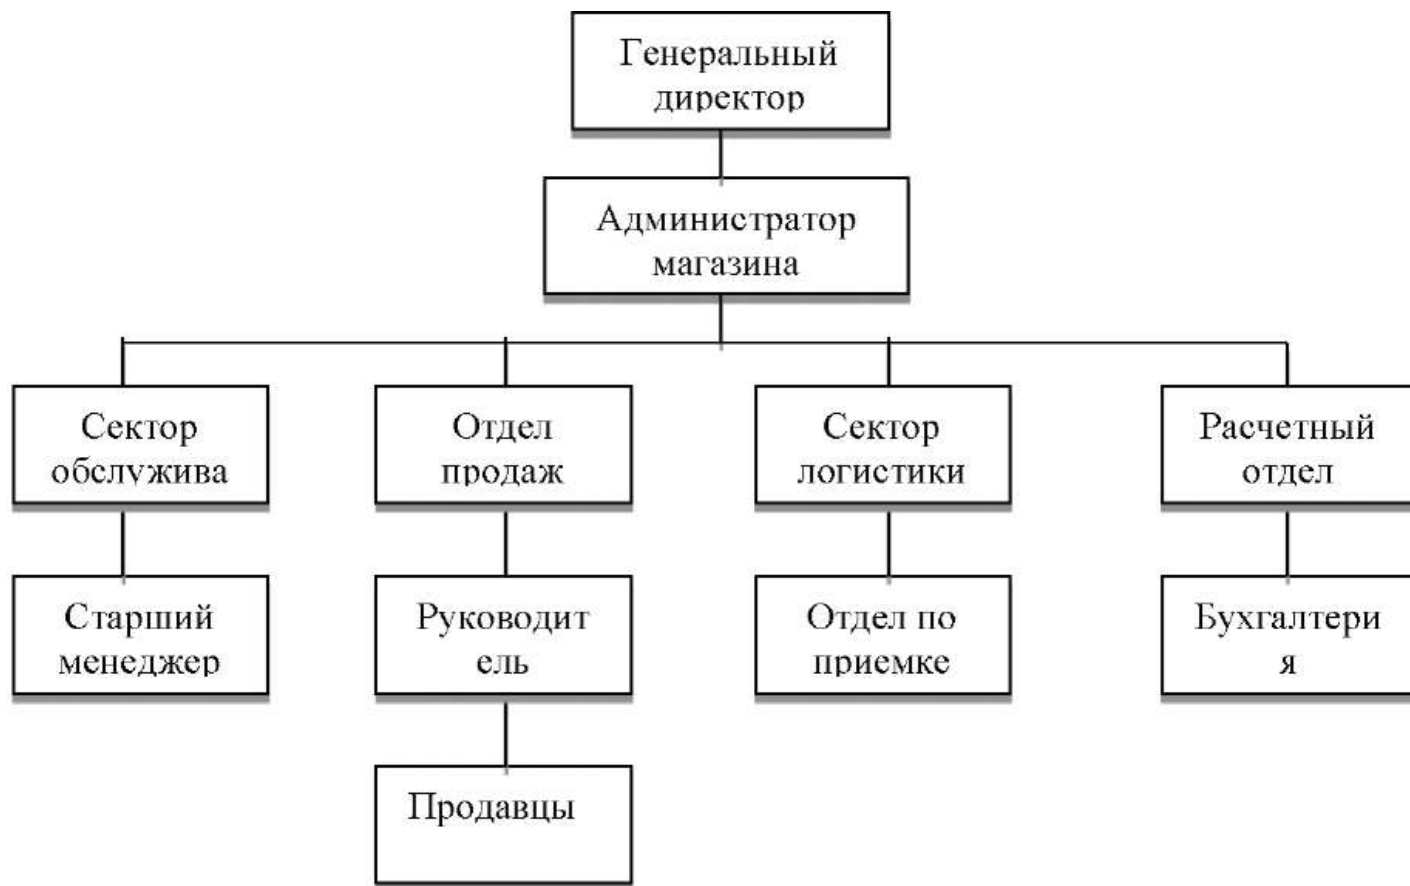 Генеральный
директор
Администратор
магазина
Сектор
обслужива
Отдел
продаж
Сектор
логистики
Расчетный
отдел
Старший
менеджер
Руководит
ель
Отдел по
приемке
Бухгалтери
я
Продавцы